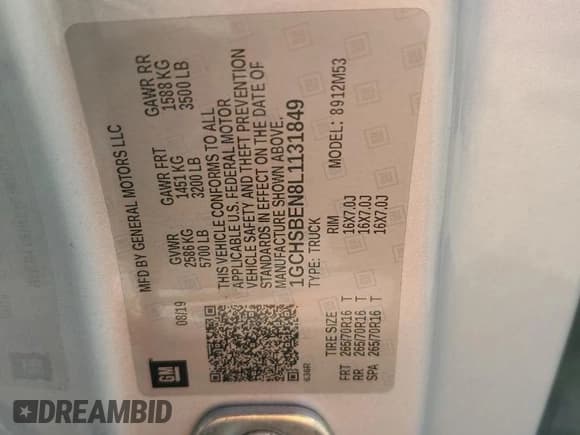 MFD BY GENERAL MOTORS LLC
08/19
GVWR
2586 KG
5700 LB
GAWR FRT
1451 KG
3200 LB
GAWR RR
1588 KG
3500 LB
THIS VEHICLE CONFORMS TO ALL
APPLICABLE U.S. FEDERAL MOTOR
VEHICLE SAFETY AND THEFT PREVENTION
STANDARDS IN EFFECT ON THE DATE OF
MANUFACTURE SHOWN ABOVE.
1GCHSBEN8L1131849
TYPE: TRUCK
MODEL: 8912M53
TIRE SIZE RIM
FRT 265/70R16 T 16X7.0J
RR 265/70R16 T 16X7.0J
SPA 265/70R16 T 16X7.0J
GM
DREAMBID